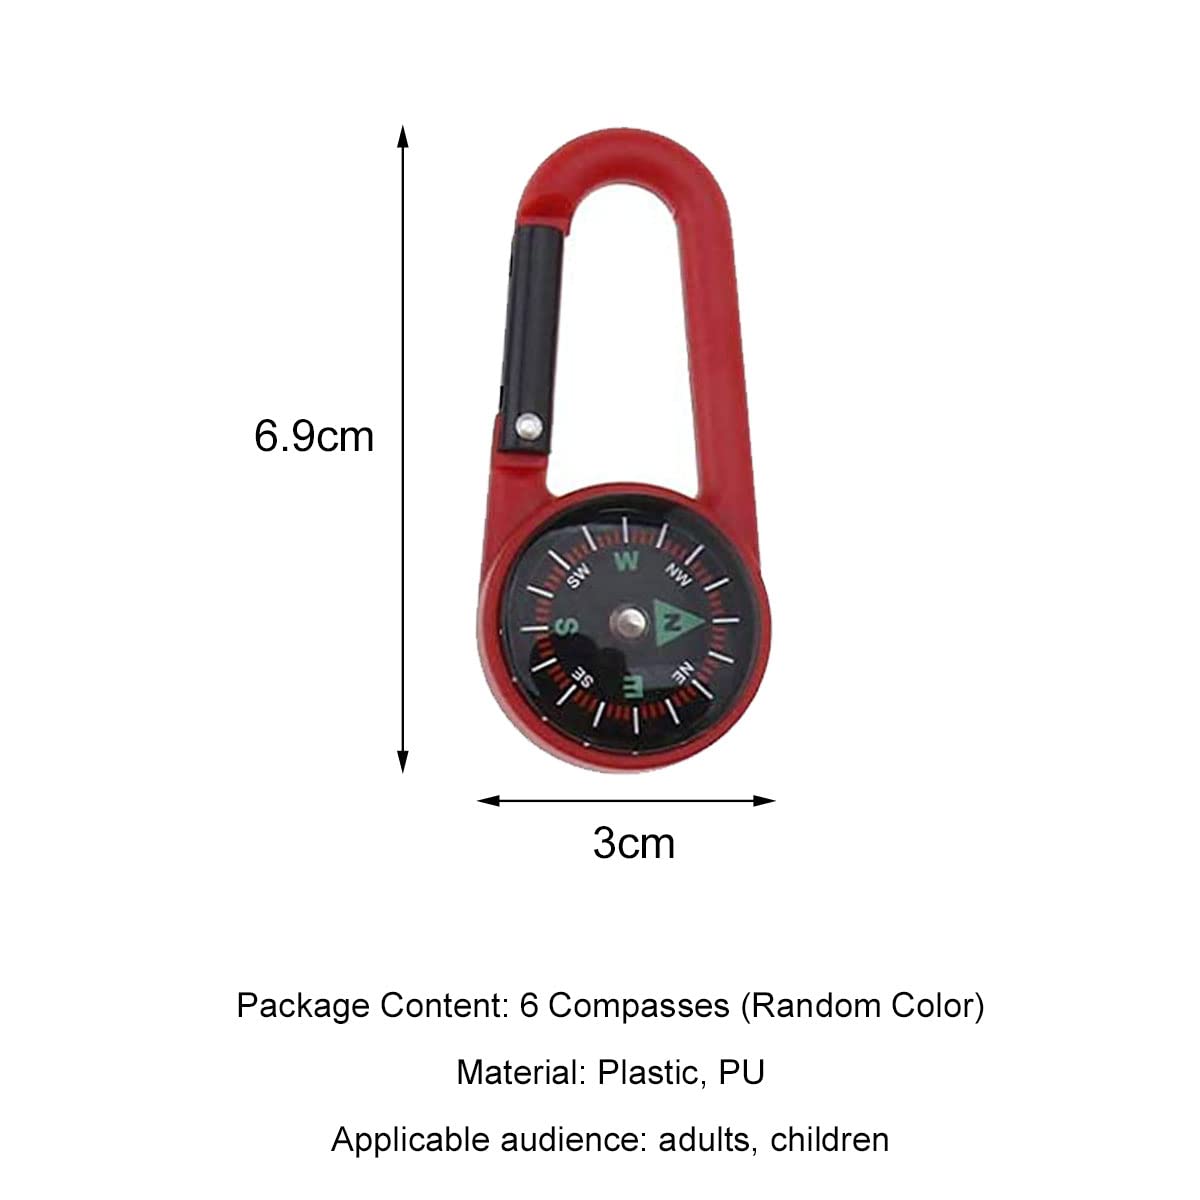 6.9cm
W
SW
NW
S
N
SE
NE
E
3cm
Package Content: 6 Compasses (Random Color)
Material: Plastic, PU
Applicable audience: adults, children